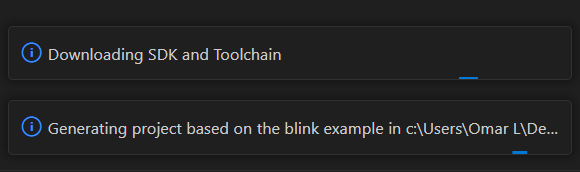 Downloading SDK and Toolchain
Generating project based on the blink example in c:\Users\Omar L\De...